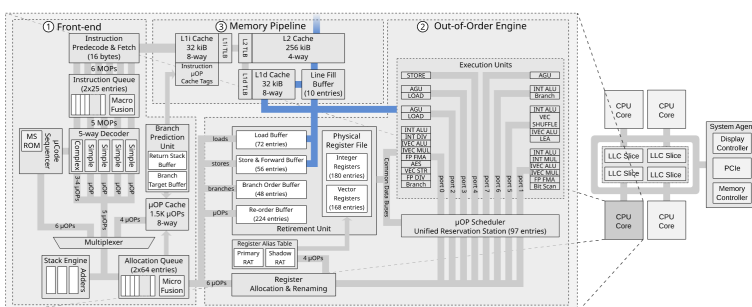 ① Front-end
③ Memory Pipeline
② Out-of-Order Engine
Instruction
Predecode & Fetch
(16 bytes)
6 MOPs
Instruction Queue
(2x25 entries)
Macro
Fusion
5 MOPs
5-way Decoder
Complex
Simple
Simple
Simple
Simple
MS
ROM
μCode
Sequencer
3-4 μOPs
μOP
μOP
μOP
μOP
5 μOPs
4 μOPs
6 μOPs
Multiplexer
Stack Engine
Adders
Allocation Queue
(2x64 entries)
Micro
Fusion
Branch
Prediction
Unit
Return Stack
Buffer
Branch
Target Buffer
μOP Cache
1.5K μOPs
8-way
L1i Cache
32 kiB
8-way
L1i TLB
Instruction
μOP
Cache Tags
L2 TLB
L2 Cache
256 kiB
4-way
L1d TLB
L1d Cache
32 kiB
8-way
Line Fill
Buffer
(10 entries)
loads
stores
branches
μOPs
Load Buffer
(72 entries)
Store & Forward Buffer
(56 entries)
Branch Order Buffer
(48 entries)
Re-order Buffer
(224 entries)
Physical
Register File
Integer
Registers
(180 entries)
Vector
Registers
(168 entries)
Retirement Unit
Register Alias Table
Primary
RAT
Shadow
RAT
4 μOPs
6 μOPs
Register
Allocation & Renaming
Common Data Buses
Execution Units
STORE
AGU
LOAD
AGU
LOAD
INT ALU
INT DIV
IVEC ALU
IVEC MUL
FP FMA
AES
VEC STR
FP DIV
Branch
AGU
INT ALU
Branch
INT ALU
VEC
SHUFFLE
IVEC ALU
LEA
INT ALU
INT MUL
IVEC ALU
IVEC MUL
FP FMA
Bit Scan
port 0
port 2
port 3
port 4
port 7
port 6
port 5
port 1
μOP Scheduler
Unified Reservation Station (97 entries)
CPU
Core
CPU
Core
LLC Slice
LLC Slice
LLC Slice
LLC Slice
CPU
Core
CPU
Core
System Agent
Display
Controller
PCIe
Memory
Controller